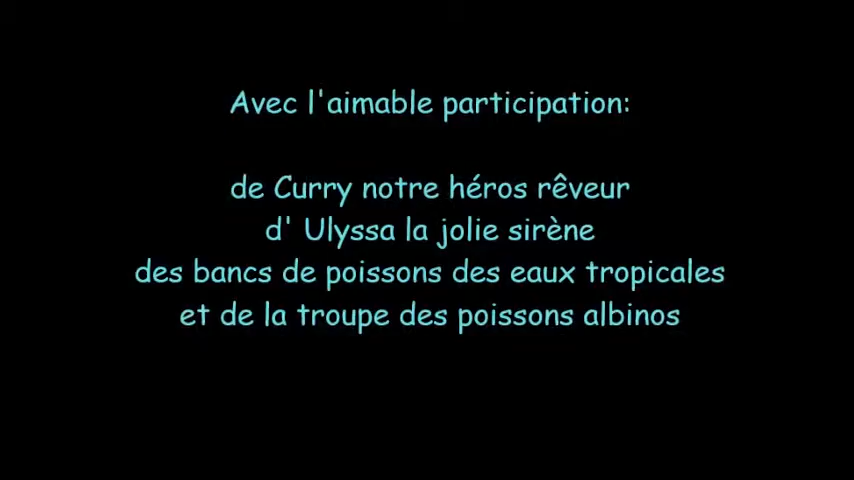 Avec l'aimable participation:
de Curry notre héros rêveur
d' Ulyssa la jolie sirène
des bancs de poissons des eaux tropicales
et de la troupe des poissons albinos